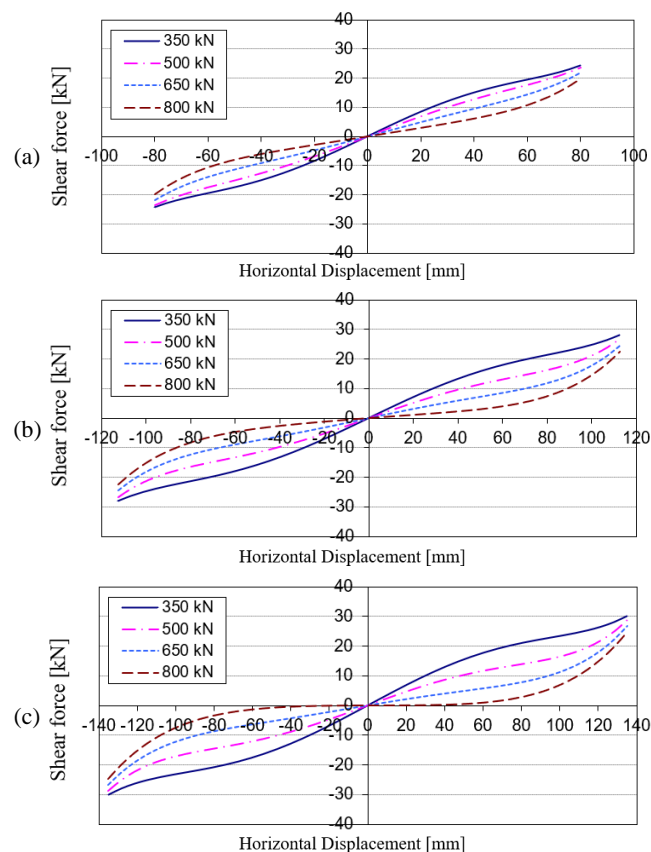 (a)
Shear force [kN]
40
30
20
10
0
-10
-20
-30
-40
-100 -80 -60 -40 -20 0 20 40 60 80 100
350 kN
500 kN
650 kN
800 kN
Horizontal Displacement [mm]
(b)
Shear force [kN]
40
30
20
10
0
-10
-20
-30
-40
-120 -100 -80 -60 -40 -20 0 20 40 60 80 100 120
350 kN
500 kN
650 kN
800 kN
Horizontal Displacement [mm]
(c)
Shear force [kN]
40
30
20
10
0
-10
-20
-30
-40
-140 -120 -100 -80 -60 -40 -20 0 20 40 60 80 100 120 140
350 kN
500 kN
650 kN
800 kN
Horizontal Displacement [mm]